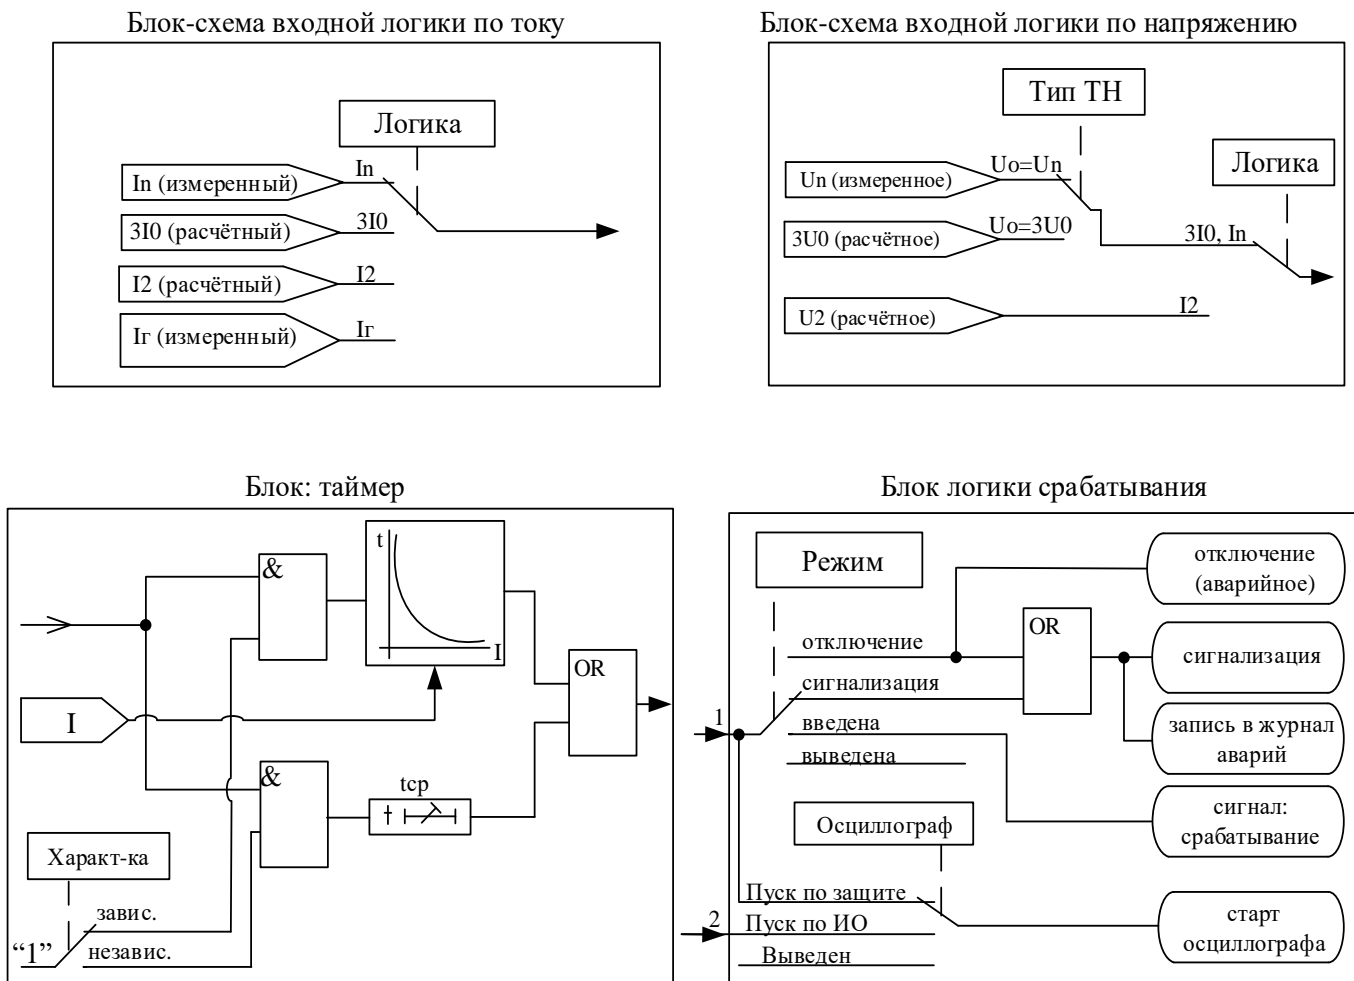 Блок-схема входной логики по току
Логика
In (измеренный)
In
3I0 (расчётный)
3I0
I2 (расчётный)
I2
Iг (измеренный)
Iг
Блок-схема входной логики по напряжению
Тип ТН
Логика
Un (измеренное)
Uo=Un
3U0 (расчётное)
Uo=3U0
3I0, In
U2 (расчётное)
I2
Блок: таймер
&
t
I
OR
I
&
tср
Характ-ка
завис.
“1”
независ.
Блок логики срабатывания
Режим
отключение
(аварийное)
OR
отключение
сигнализация
сигнализация
1
введена
запись в журнал
аварий
выведена
сигнал:
срабатывание
Осциллограф
Пуск по защите
2
Пуск по ИО
старт
осциллографа
Выведен